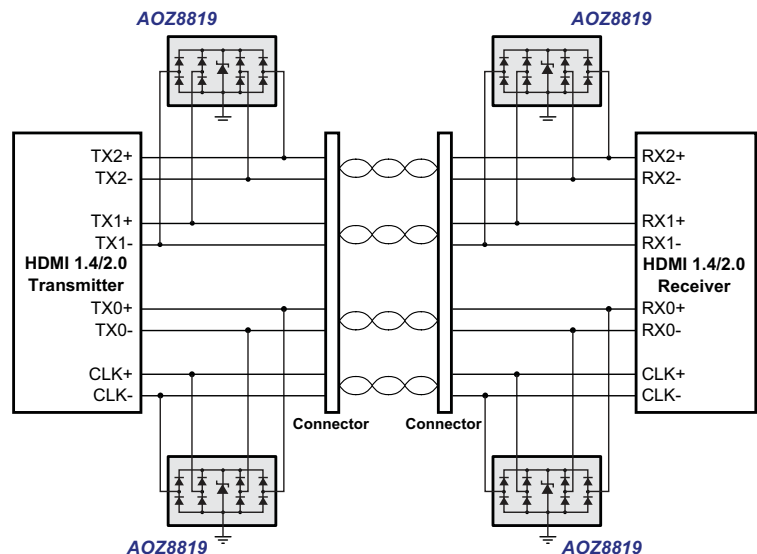 AOZ8819
AOZ8819
TX2+
TX2-
TX1+
TX1-
HDMI 1.4/2.0
Transmitter
TX0+
TX0-
CLK+
CLK-
RX2+
RX2-
RX1+
RX1-
HDMI 1.4/2.0
Receiver
RX0+
RX0-
CLK+
CLK-
Connector
Connector
AOZ8819
AOZ8819